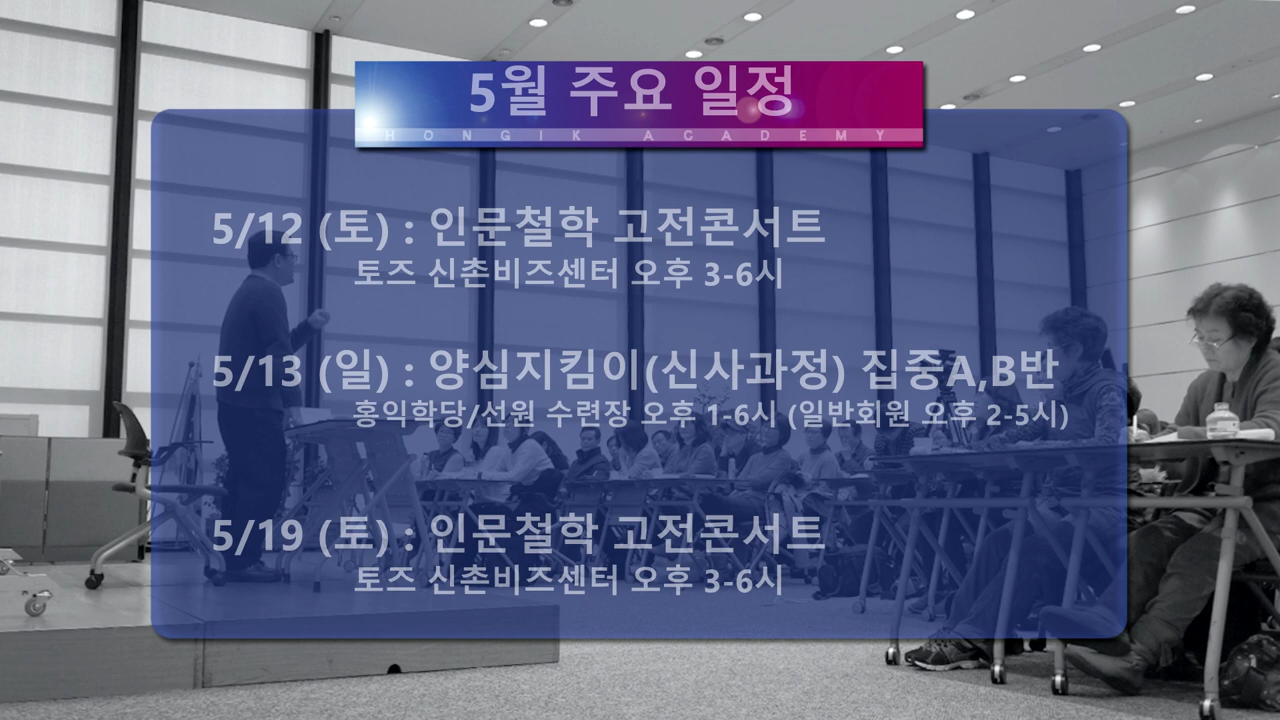 5월 주요 일정
HONGIK ACADEMY
5/12 (토) : 인문철학 고전콘서트
토즈 신촌비즈센터 오후 3-6시
5/13 (일) : 양심지킴이(신사과정) 집중A,B반
홍익학당/선원 수련장 오후 1-6시 (일반회원 오후 2-5시)
5/19 (토) : 인문철학 고전콘서트
토즈 신촌비즈센터 오후 3-6시